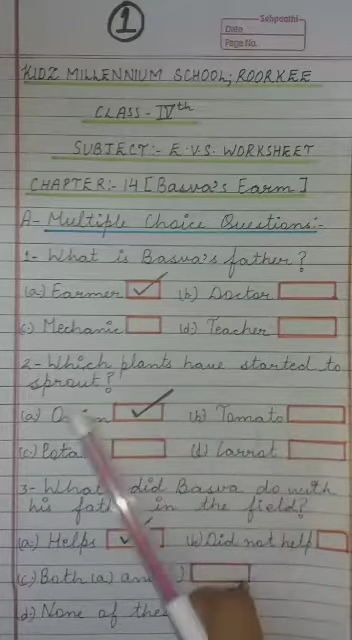 1
Sehpaathi
Date
Page No.
KIDZ MILLENNIUM SCHOOL, ROORKEE
CLASS - IVth
SUBJECT:- E.V.S. WORKSHEET
CHAPTER:- 14 [Basva's Farm]
A- Multiple Choice Questions:-
1- What is Basva's father?
(a) Farmer ✓ (b) Doctor
(c) Mechanic (d) Teacher
2- Which plants have started to
sprout?
(a) ✓ (b) Tomato
(c) (d) Carrot
3- What did Basva do with
his in the field?
(a) Helps ✓ (b) Did not help
(c) Both (a)
(d) None of